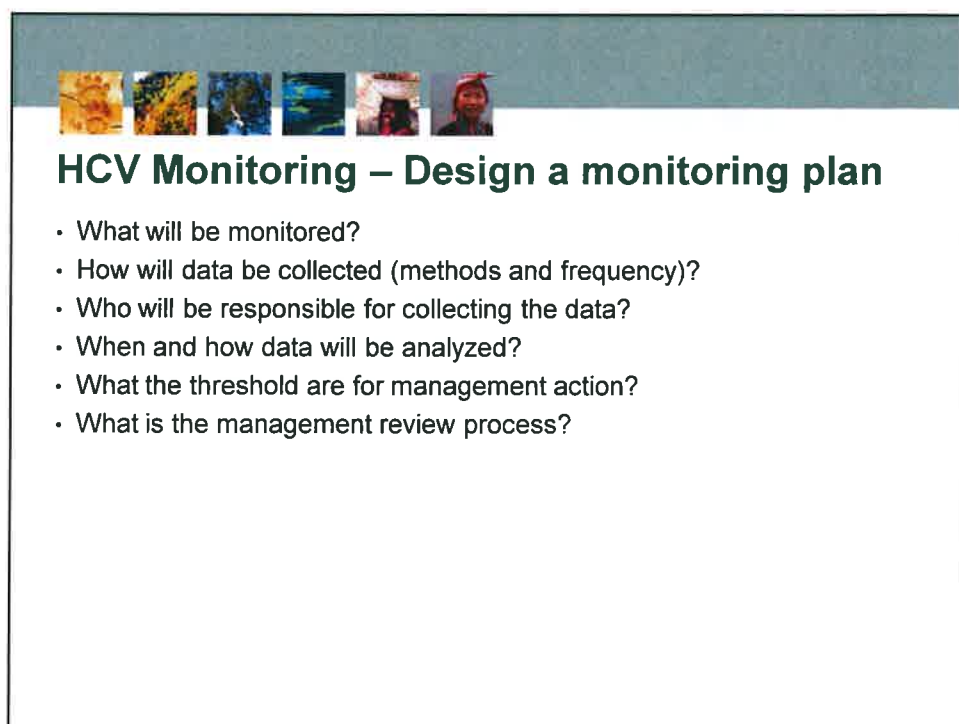 HCV Monitoring – Design a monitoring plan
• What will be monitored?
• How will data be collected (methods and frequency)?
• Who will be responsible for collecting the data?
• When and how data will be analyzed?
• What the threshold are for management action?
• What is the management review process?